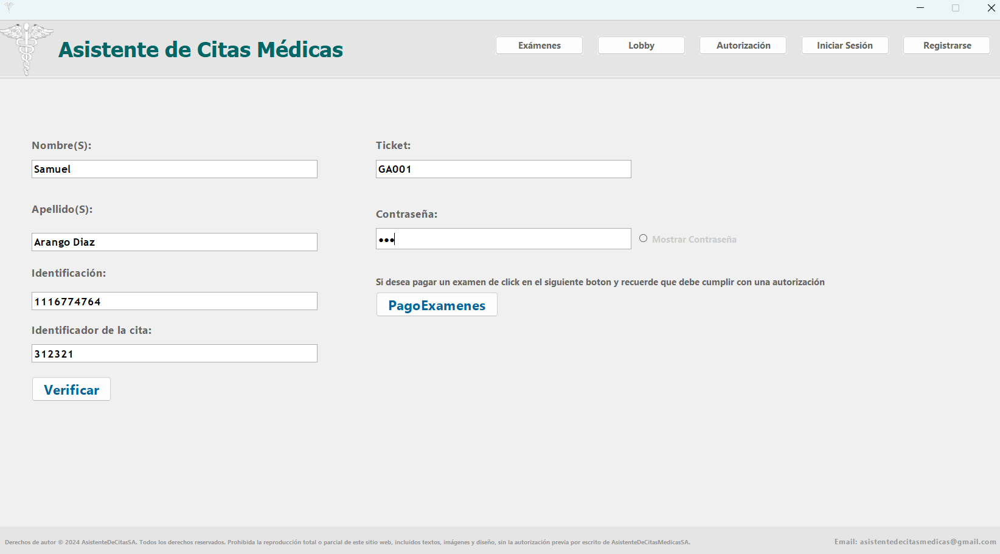 Asistente de Citas Médicas
Exámenes
Lobby
Autorización
Iniciar Sesión
Registrarse
Nombre(S):
Samuel
Apellido(S):
Arango Diaz
Identificación:
1116774764
Identificador de la cita:
312321
Verificar
Ticket:
GA001
Contraseña:
•••
Mostrar Contraseña
Si desea pagar un examen de click en el siguiente boton y recuerde que debe cumplir con una autorización
PagoExamenes
Derechos de autor © 2024 AsistenteDeCitasSA. Todos los derechos reservados. Prohibida la reproducción total o parcial de este sitio web, incluidos textos, imágenes y diseño, sin la autorización previa por escrito de AsistenteDeCitasMedicasSA.
Email: asistentedecitasmedicas@gmail.com